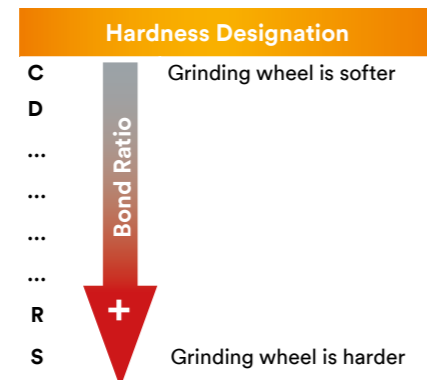 Hardness Designation
C Grinding wheel is softer
D
...
...
...
...
Bond Ratio
+
R
S Grinding wheel is harder